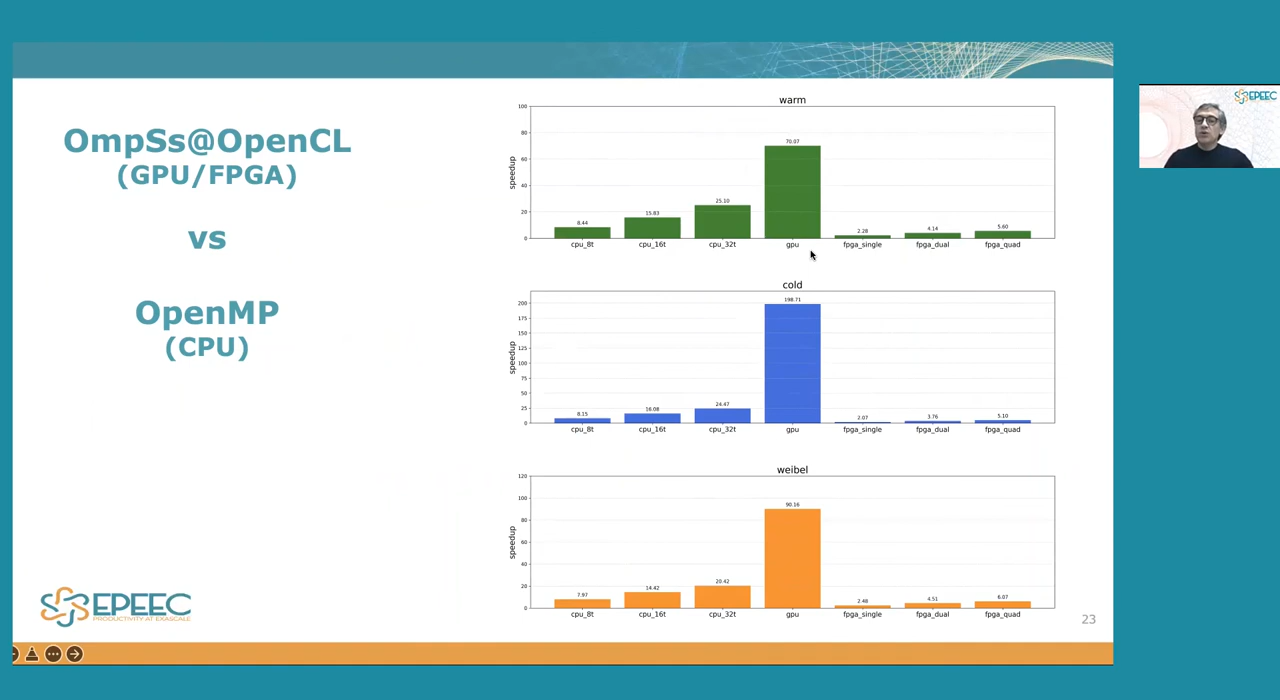 OmpSs@OpenCL
(GPU/FPGA)
vs
OpenMP
(CPU)
warm
speedup
100
80
60
40
20
0
8.44
15.83
25.10
70.07
2.28
4.14
5.60
cpu_8t cpu_16t cpu_32t gpu fpga_single fpga_dual fpga_quad
cold
speedup
200
175
150
125
100
75
50
25
0
8.15
16.08
24.47
198.71
2.07
3.76
5.10
cpu_8t cpu_16t cpu_32t gpu fpga_single fpga_dual fpga_quad
weibel
speedup
120
100
80
60
40
20
0
7.97
14.42
20.42
90.16
2.48
4.51
6.07
cpu_8t cpu_16t cpu_32t gpu fpga_single fpga_dual fpga_quad
EPEEC
PRODUCTIVITY AT EXASCALE
23
EPEEC